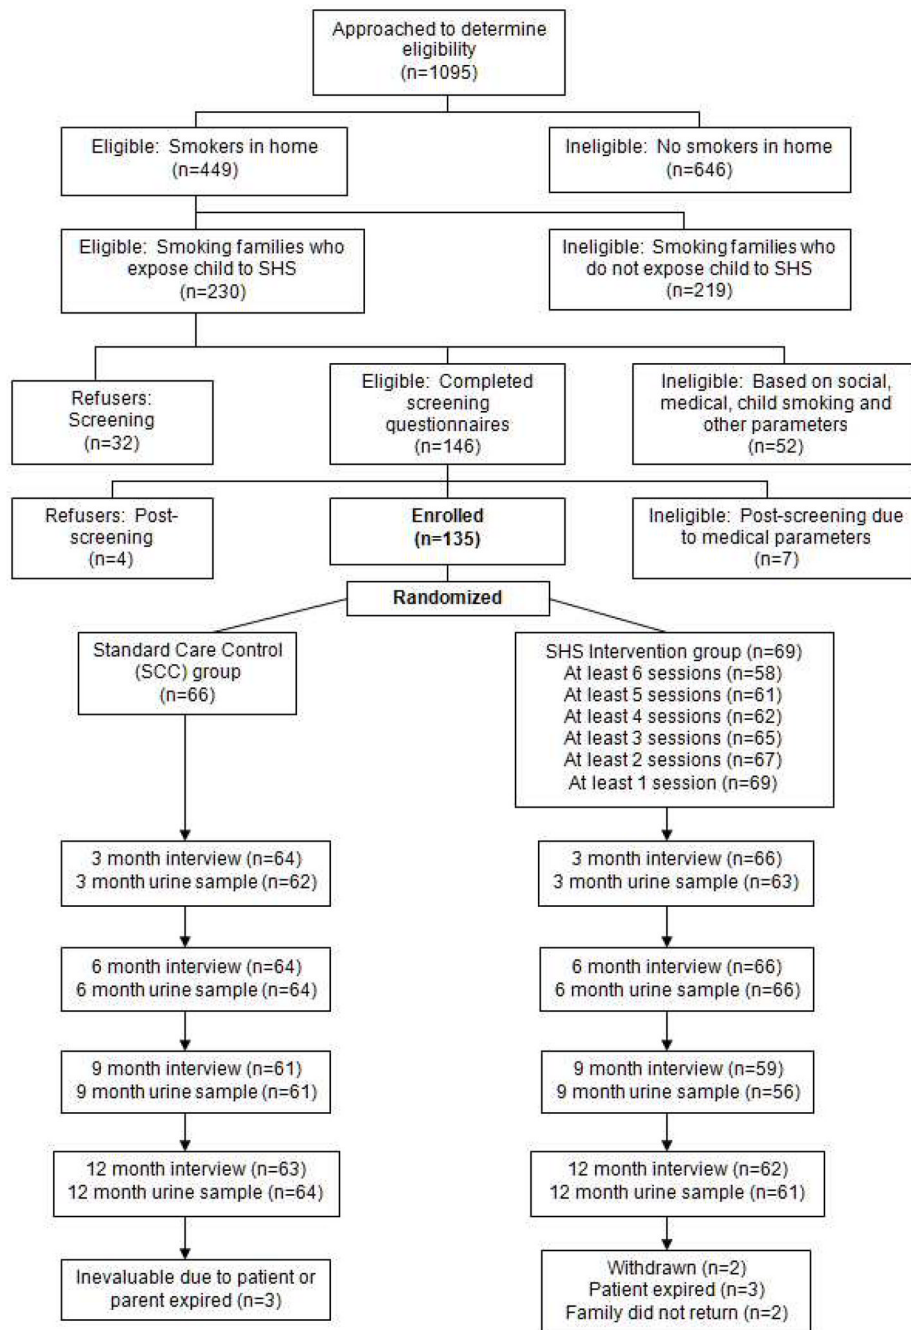 Approached to determine
eligibility
(n=1095)
Eligible: Smokers in home
(n=449)
Ineligible: No smokers in home
(n=646)
Eligible: Smoking families who
expose child to SHS
(n=230)
Ineligible: Smoking families who
do not expose child to SHS
(n=219)
Refusers:
Screening
(n=32)
Eligible: Completed
screening
questionnaires
(n=146)
Ineligible: Based on social,
medical, child smoking and
other parameters
(n=52)
Refusers: Post-
screening
(n=4)
Enrolled
(n=135)
Ineligible: Post-screening due
to medical parameters
(n=7)
Randomized
Standard Care Control
(SCC) group
(n=66)
SHS Intervention group (n=69)
At least 6 sessions (n=58)
At least 5 sessions (n=61)
At least 4 sessions (n=62)
At least 3 sessions (n=65)
At least 2 sessions (n=67)
At least 1 session (n=69)
3 month interview (n=64)
3 month urine sample (n=62)
3 month interview (n=66)
3 month urine sample (n=63)
6 month interview (n=64)
6 month urine sample (n=64)
6 month interview (n=66)
6 month urine sample (n=66)
9 month interview (n=61)
9 month urine sample (n=61)
9 month interview (n=59)
9 month urine sample (n=56)
12 month interview (n=63)
12 month urine sample (n=64)
12 month interview (n=62)
12 month urine sample (n=61)
Inevaluable due to patient or
parent expired (n=3)
Withdrawn (n=2)
Patient expired (n=3)
Family did not return (n=2)